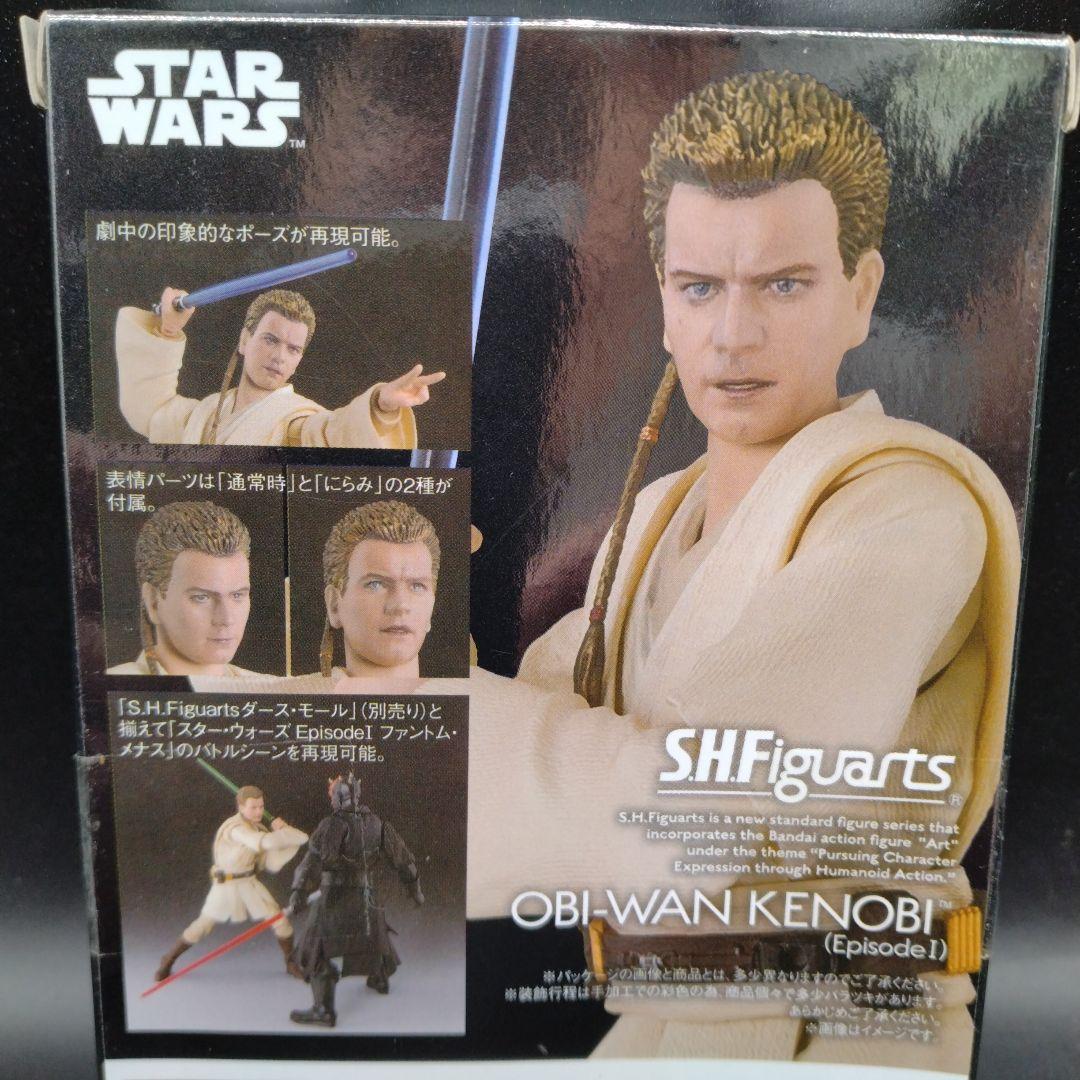 STAR
WARS™
劇中の印象的なポーズが再現可能。
表情パーツは「通常時」と「にらみ」の2種が
付属。
「S.H.Figuartsダース・モール」(別売り)と
揃えて「スター・ウォーズ EpisodeⅠ ファントム・
メナス」のバトルシーンを再現可能。
S.H.Figuarts®
S.H.Figuarts is a new standard figure series that
incorporates the Bandai action figure "Art"
under the theme "Pursuing Character
Expression through Humanoid Action."
OBI-WAN KENOBI™
(EpisodeⅠ)
※パッケージの画像と商品とは、多少異なりますのでご了承ください。
※装飾行程は手加工での彩色の為、商品個々で多少バラツキがあります。
あらかじめご了承ください。
※画像はイメージです。